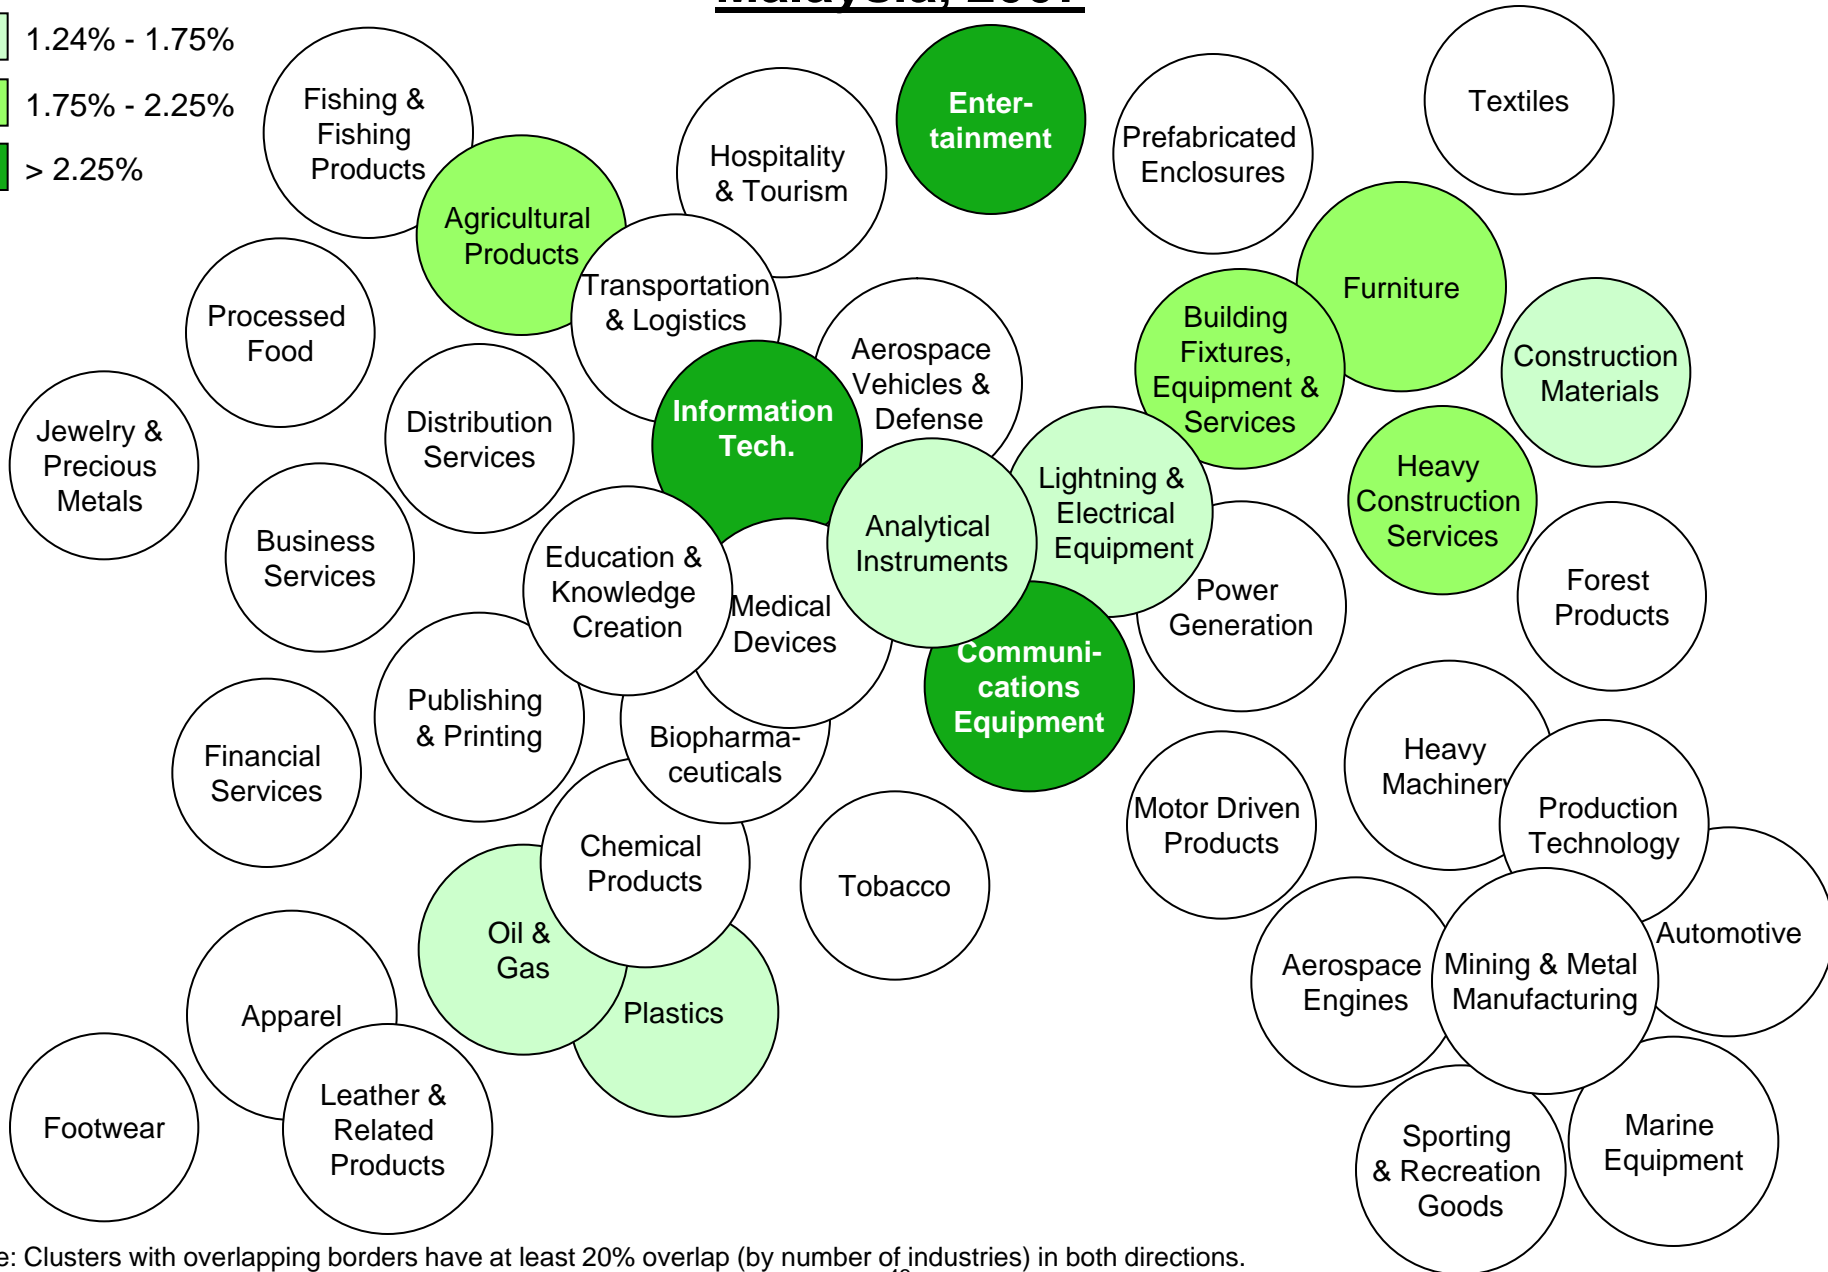 Malaysia, 2007
1.24% - 1.75%
1.75% - 2.25%
> 2.25%
Fishing &
Fishing
Products
Agricultural
Products
Hospitality
& Tourism
Enter-
tainment
Prefabricated
Enclosures
Textiles
Transportation
& Logistics
Processed
Food
Aerospace
Vehicles &
Defense
Building
Fixtures,
Equipment &
Services
Furniture
Construction
Materials
Jewelry &
Precious
Metals
Distribution
Services
Information
Tech.
Lightning &
Electrical
Equipment
Heavy
Construction
Services
Business
Services
Education &
Knowledge
Creation
Analytical
Instruments
Medical
Devices
Power
Generation
Forest
Products
Communi-
cations
Equipment
Publishing
& Printing
Biopharma-
ceuticals
Financial
Services
Heavy
Machinery
Motor Driven
Products
Production
Technology
Chemical
Products
Tobacco
Automotive
Oil &
Gas
Plastics
Aerospace
Engines
Mining & Metal
Manufacturing
Apparel
Footwear
Leather &
Related
Products
Sporting
& Recreation
Goods
Marine
Equipment
e: Clusters with overlapping borders have at least 20% overlap (by number of industries) in both directions.